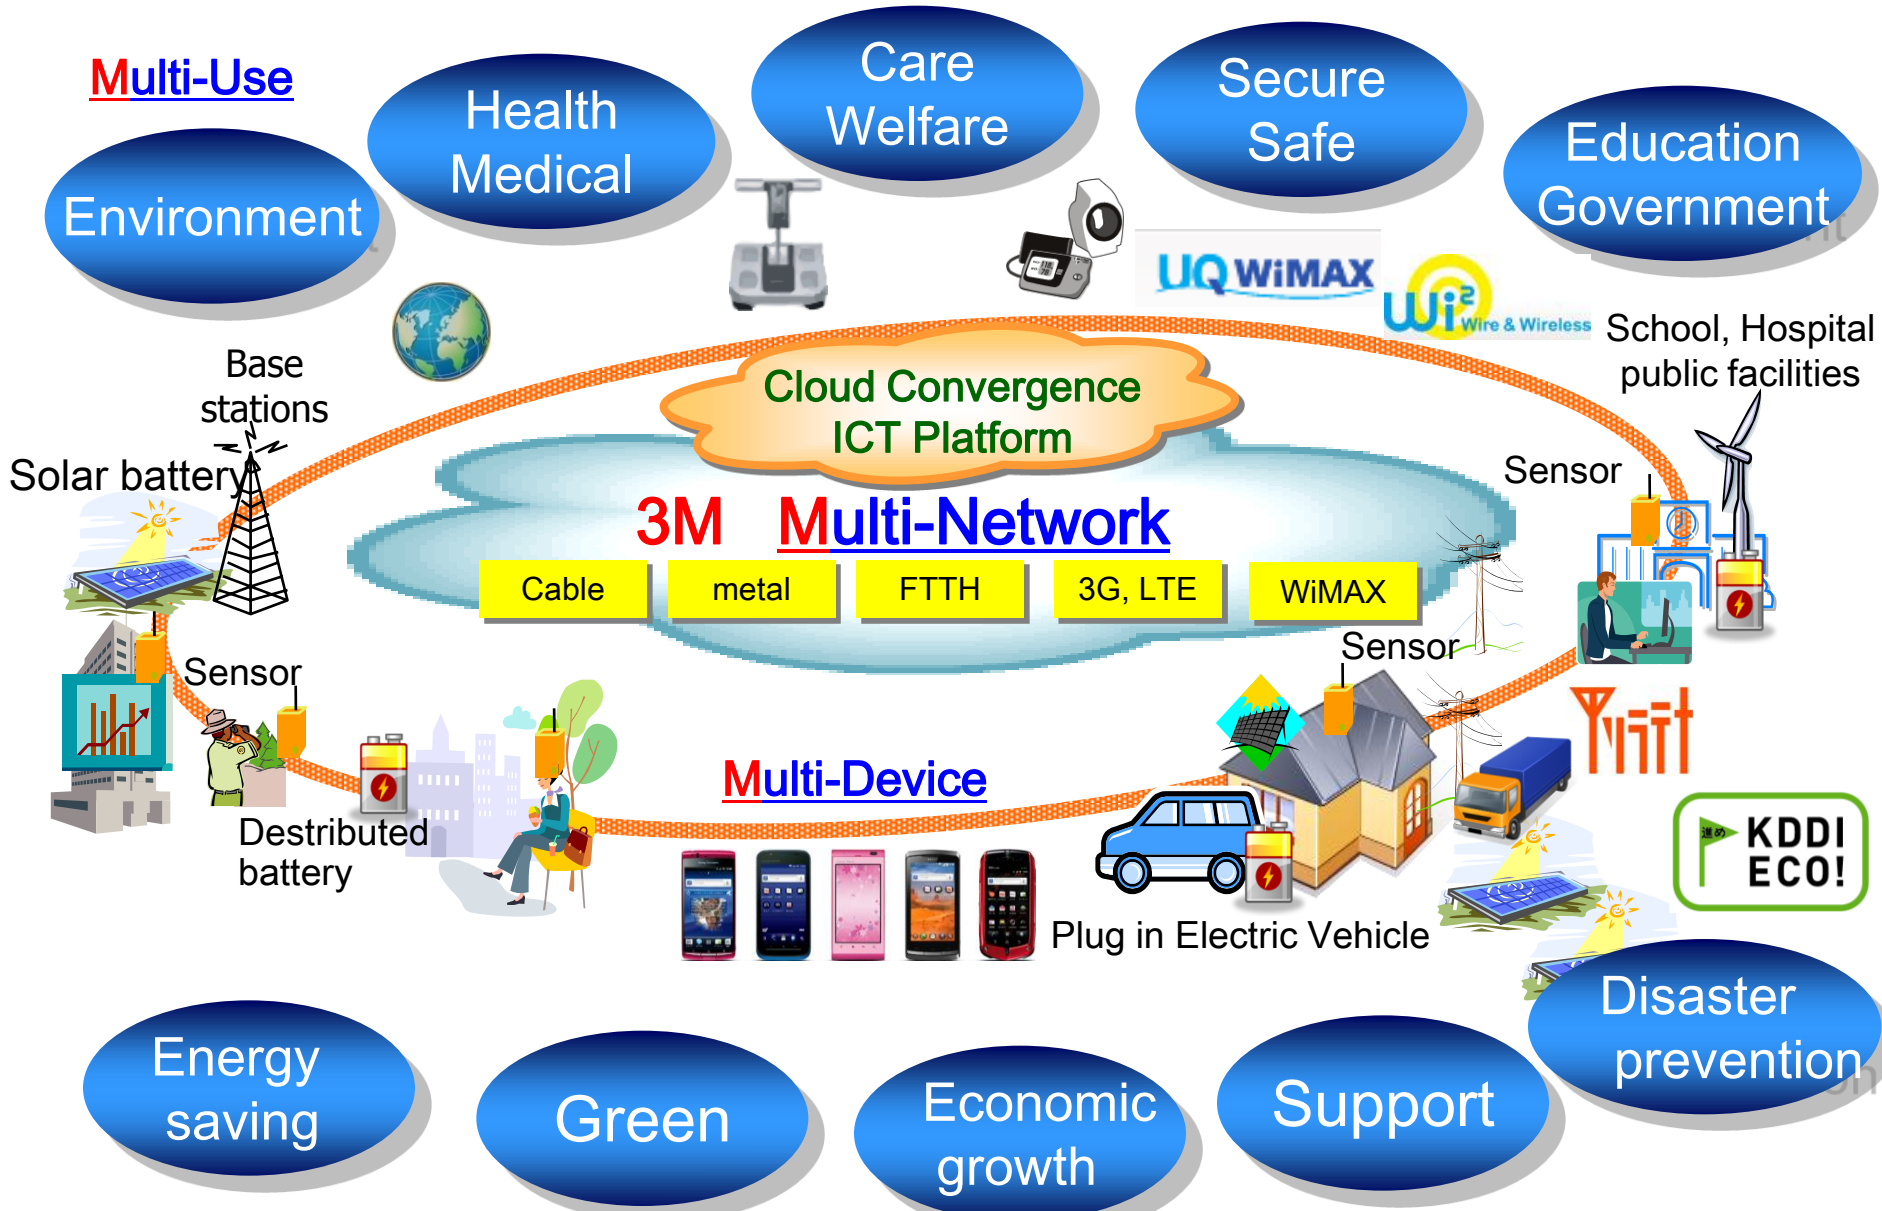 Multi-Use
Environment
Health
Medical
Care
Welfare
Secure
Safe
Education
Government
UQ WiMAX
Wi2
Wire & Wireless
School, Hospital
public facilities
Base
stations
Solar battery
Cloud Convergence
ICT Platform
3M Multi-Network
Cable
metal
FTTH
3G, LTE
WiMAX
Sensor
Sensor
Sensor
Destributed
battery
Multi-Device
Plug in Electric Vehicle
進め
KDDI
ECO!
Energy
saving
Green
Economic
growth
Support
Disaster
prevention